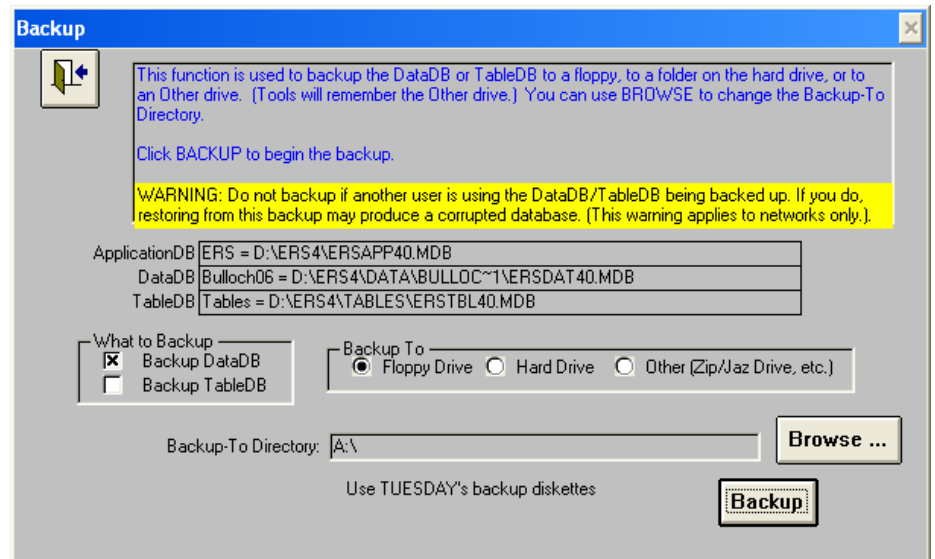 Backup
This function is used to backup the DataDB or TableDB to a floppy, to a folder on the hard drive, or to
an Other drive. (Tools will remember the Other drive.) You can use BROWSE to change the Backup-To
Directory.
Click BACKUP to begin the backup.
WARNING: Do not backup if another user is using the DataDB/TableDB being backed up. If you do,
restoring from this backup may produce a corrupted database. (This warning applies to networks only.).
ApplicationDB ERS = D:\ERS4\ERSAPP40.MDB
DataDB Bulloch06 = D:\ERS4\DATA\BULLOC~1\ERSDAT40.MDB
TableDB Tables = D:\ERS4\TABLES\ERSTBL40.MDB
What to Backup
Backup DataDB
Backup TableDB
Backup To
Floppy Drive Hard Drive Other (Zip/Jaz Drive, etc.)
Backup-To Directory: A:\
Browse ...
Use TUESDAY's backup diskettes
Backup